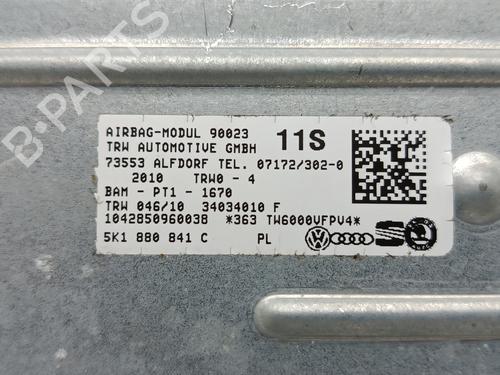 AIRBAG-MODUL 90023
11S
TRW AUTOMOTIVE GMBH
73553 ALFDORF TEL. 07172/302-0
2010 TRW0 - 4
BAM - PT1 - 1670
TRW 046/10 34034010 F
1042850960038 *363 TW6000VFPV4*
5K1 880 841 C PL